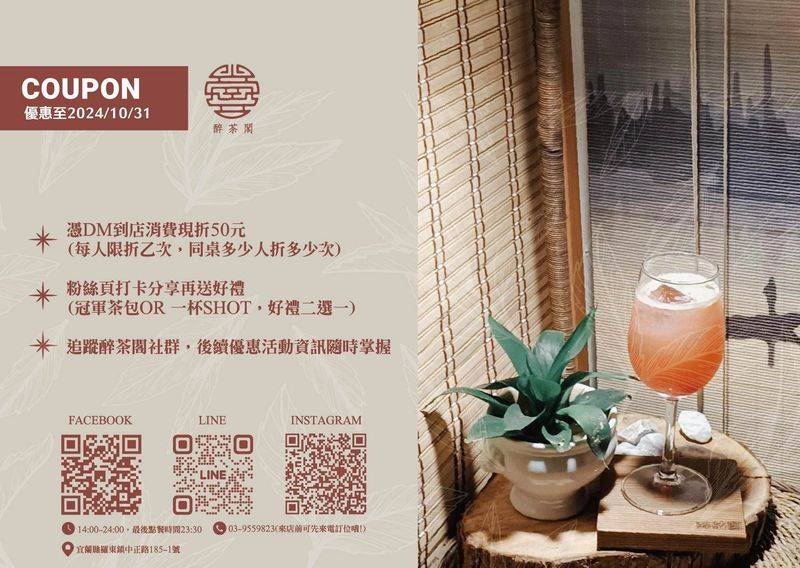 COUPON
優惠至2024/10/31
醉茶閣
憑DM到店消費現折50元
(每人限折乙次，同桌多少人折多少次)
粉絲頁打卡分享再送好禮
(冠軍茶包OR 一杯SHOT，好禮二選一)
追蹤醉茶閣社群，後續優惠活動資訊隨時掌握
FACEBOOK LINE INSTAGRAM
LINE
14:00-24:00，最後點餐時間23:30 03-9559823(來店前可先來電訂位哦!)
宜蘭縣羅東鎮中正路185-1號